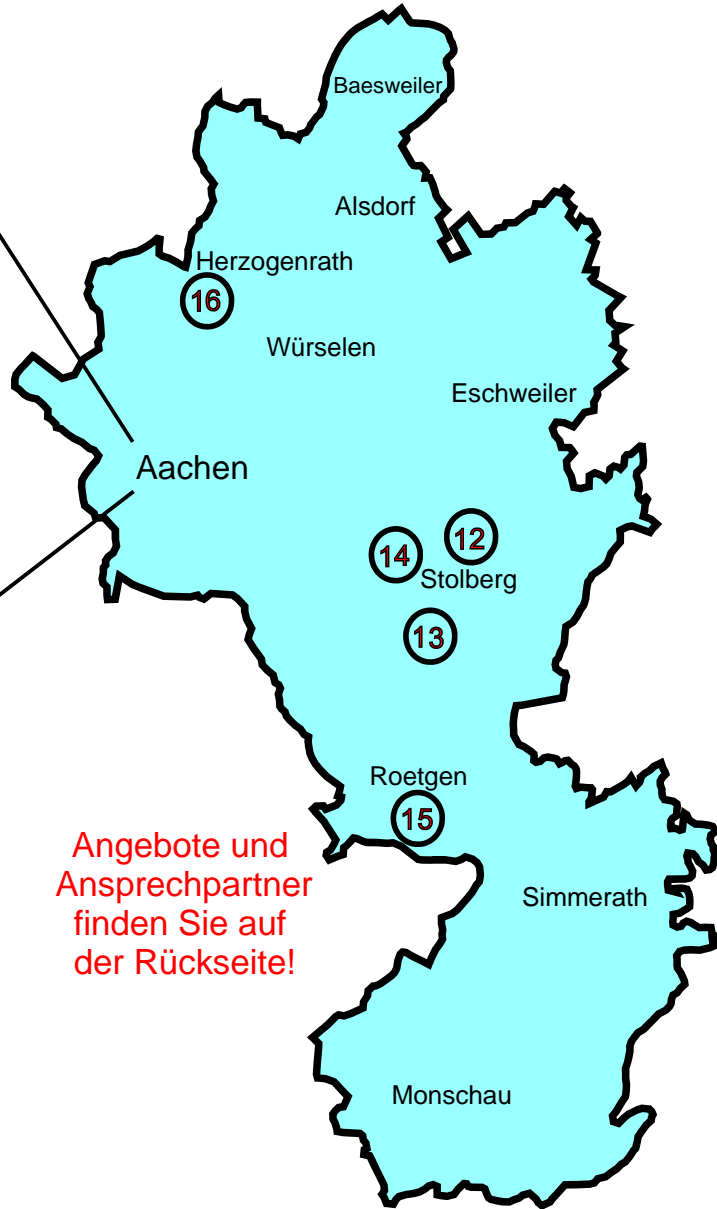 Baesweiler
Alsdorf
Herzogenrath
16
Würselen
Eschweiler
Aachen
12
14
Stolberg
13
Roetgen
15
Angebote und
Ansprechpartner
finden Sie auf
der Rückseite!
Simmerath
Monschau